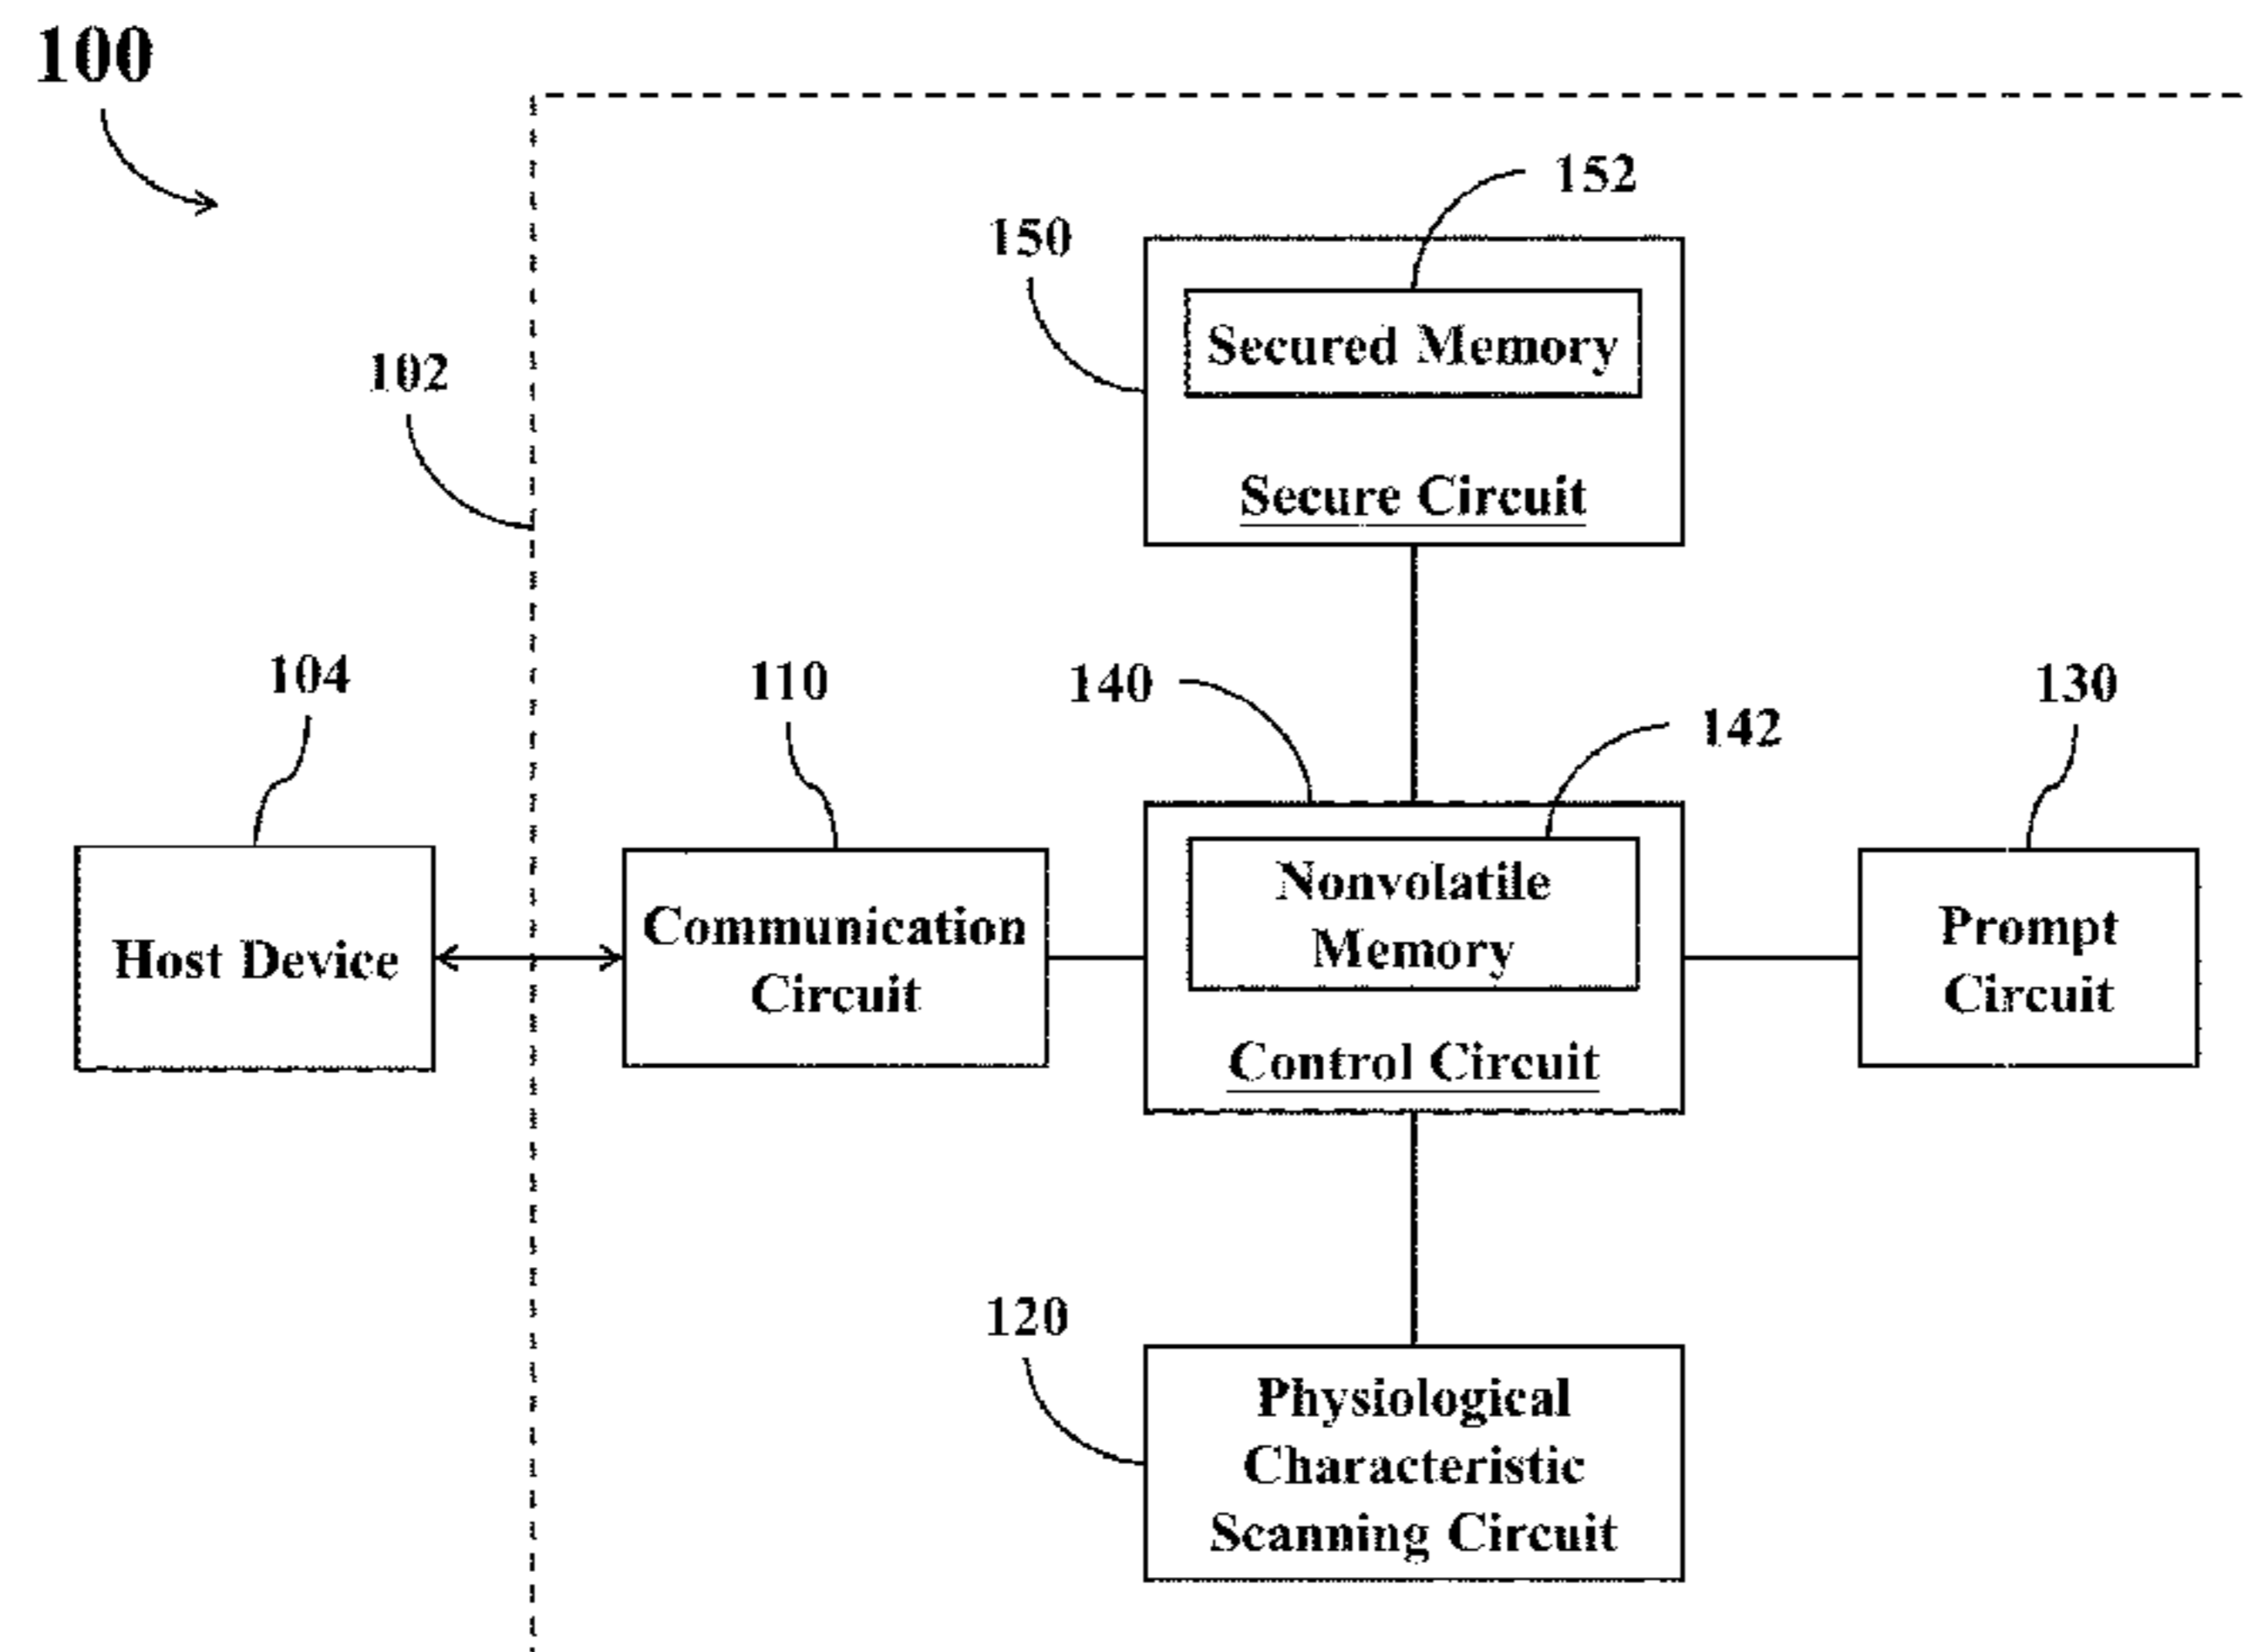 100
152
150
Secured Memory
102
Secure Circuit
104
110
140
130
142
Host Device
Communication
Circuit
Nonvolatile
Memory
Control Circuit
Prompt
Circuit
120
Physiological
Characteristic
Scanning Circuit